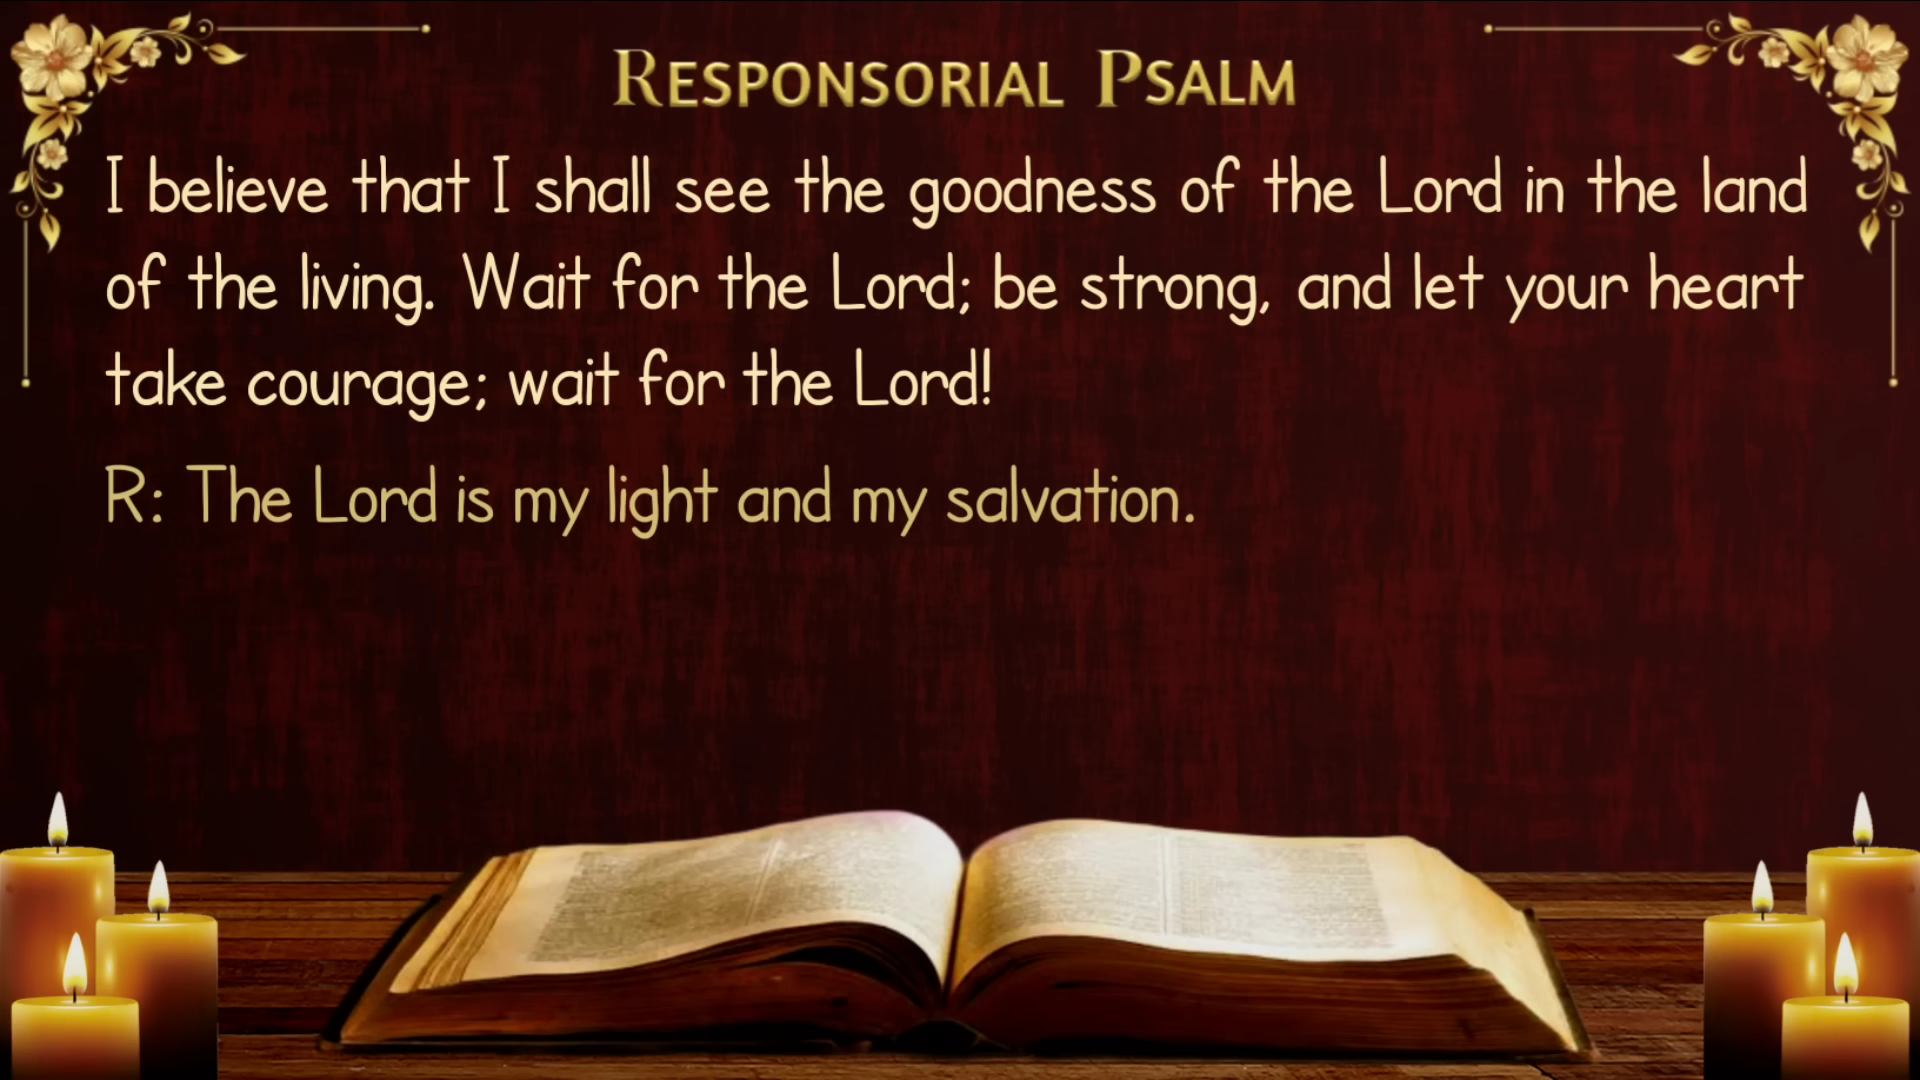 Responsorial Psalm
I believe that I shall see the goodness of the Lord in the land
of the living. Wait for the Lord; be strong, and let your heart
take courage; wait for the Lord!
R: The Lord is my light and my salvation.